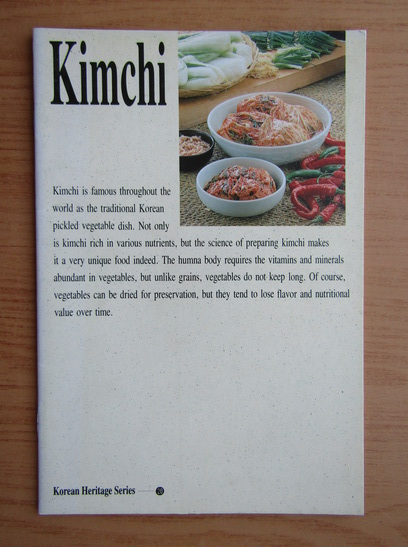 Kimchi
Kimchi is famous throughout the
world as the traditional Korean
pickled vegetable dish. Not only
is kimchi rich in various nutrients, but the science of preparing kimchi makes
it a very unique food indeed. The humna body requires the vitamins and minerals
abundant in vegetables, but unlike grains, vegetables do not keep long. Of course,
vegetables can be dried for preservation, but they tend to lose flavor and nutritional
value over time.
Korean Heritage Series